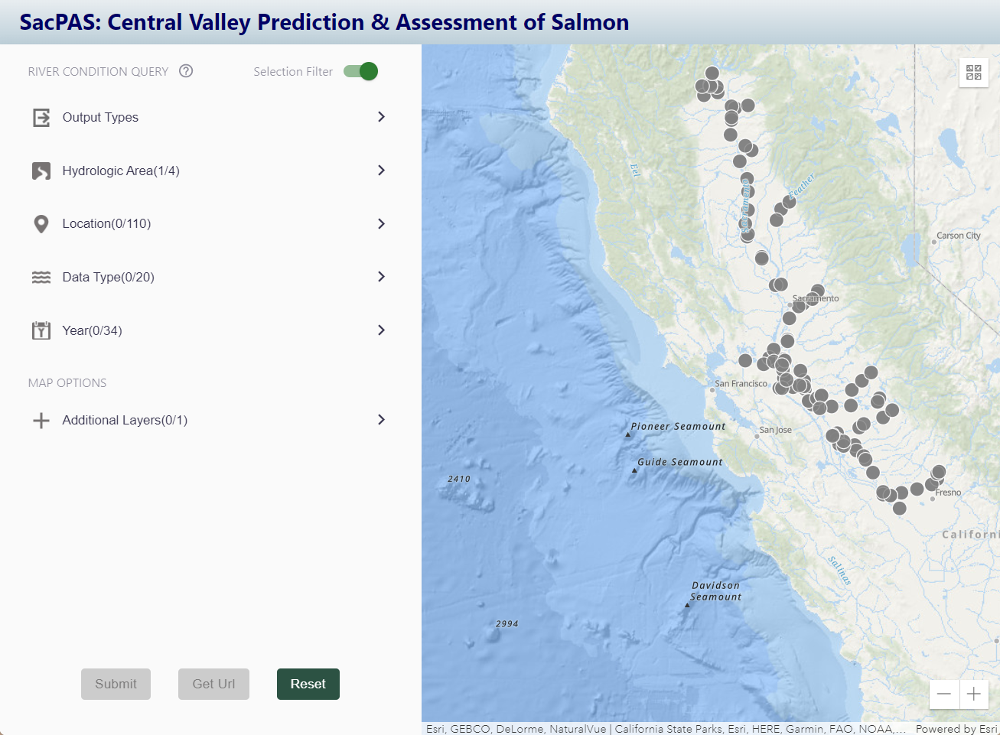 SacPAS: Central Valley Prediction & Assessment of Salmon
RIVER CONDITION QUERY
Selection Filter
Output Types
Hydrologic Area(1/4)
Location(0/110)
Data Type(0/20)
Year(0/34)
MAP OPTIONS
Additional Layers(0/1)
Submit
Get Url
Reset
Eel
Sacramento
Feather
Carson City
Sacramento
San Francisco
San Jose
Pioneer Seamount
Guide Seamount
2410
Fresno
Californi
Salinas
Davidson
Seamount
2994
Esri, GEBCO, DeLorme, NaturalVue | California State Parks, Esri, HERE, Garmin, FAO, NOAA,...
Powered by Esri